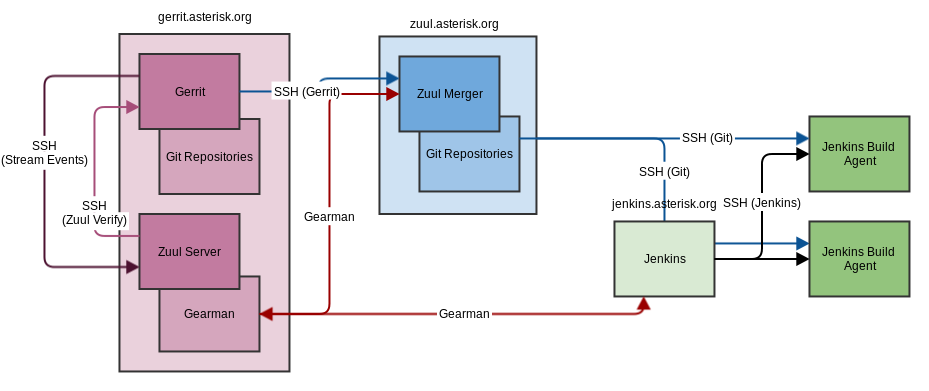 gerrit.asterisk.org
zuul.asterisk.org
Gerrit
SSH (Gerrit)
Zuul Merger
SSH
(Stream Events)
Git Repositories
Git Repositories
SSH (Git)
Jenkins Build
Agent
SSH (Git)
SSH
(Zuul Verify)
Gearman
jenkins.asterisk.org
SSH (Jenkins)
Zuul Server
Jenkins
Jenkins Build
Agent
Gearman
Gearman